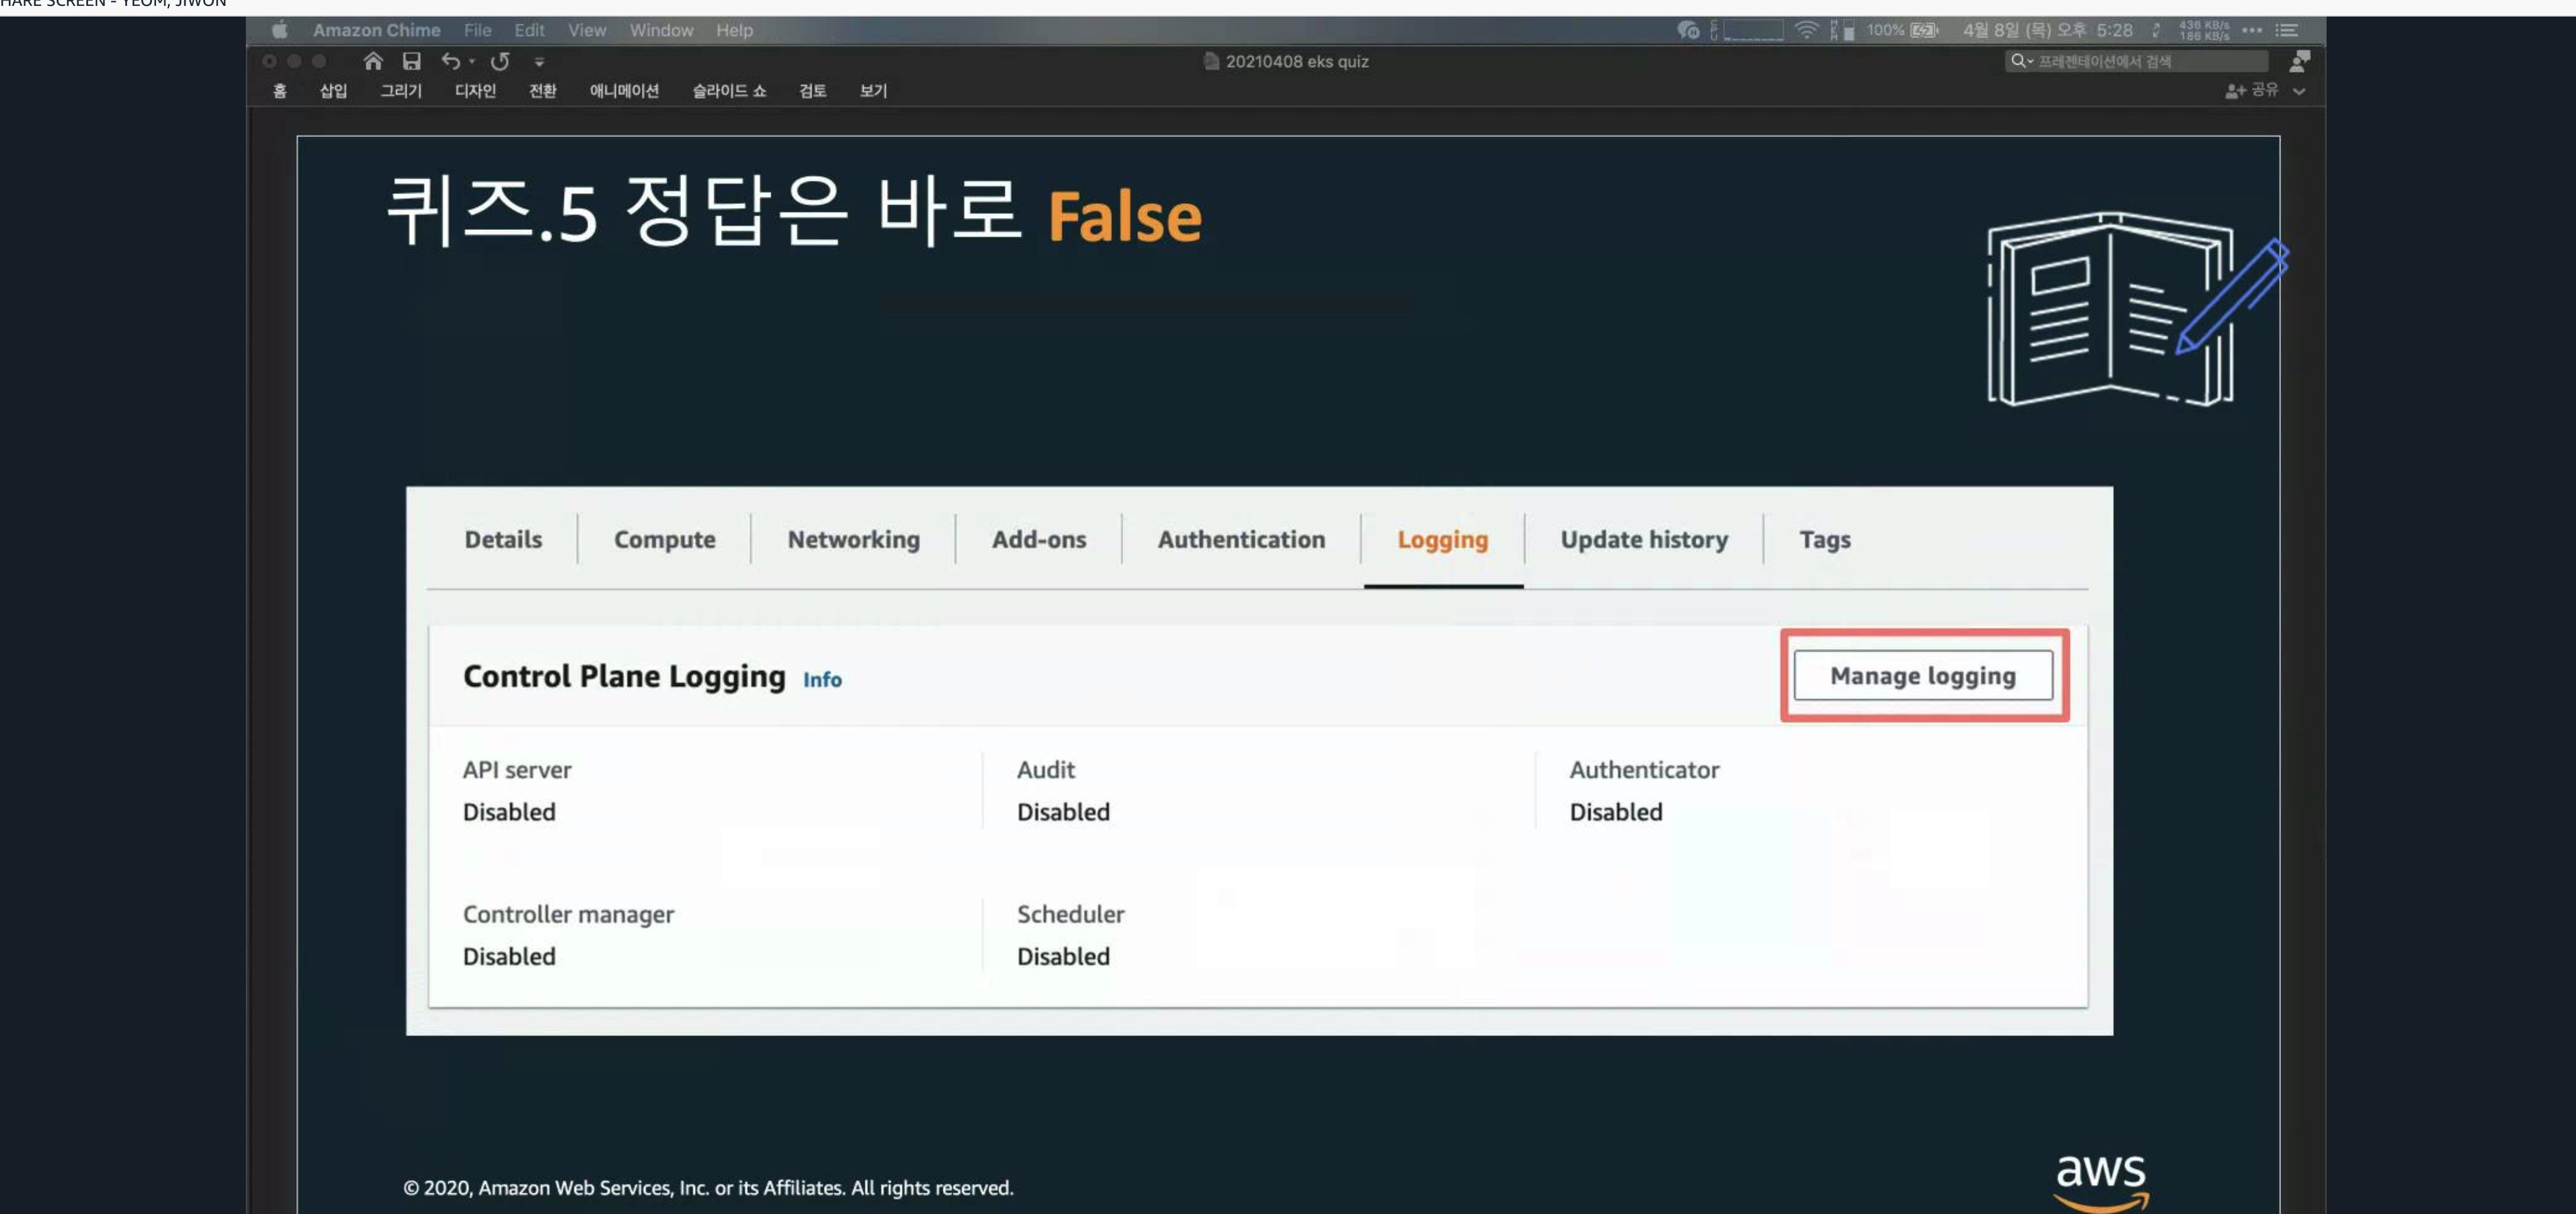 HARE SCREEN - YEOM, JIWON
Amazon Chime File Edit View Window Help 100% 4월 8일 (목) 오후 5:28 436 KB/s
186 KB/s
20210408 eks quiz 프레젠테이션에서 검색
홈 삽입 그리기 디자인 전환 애니메이션 슬라이드 쇼 검토 보기 공유
퀴즈.5 정답은 바로 False
Details Compute Networking Add-ons Authentication Logging Update history Tags
Control Plane Logging Info Manage logging
API server Audit Authenticator
Disabled Disabled Disabled
Controller manager Scheduler
Disabled Disabled
© 2020, Amazon Web Services, Inc. or its Affiliates. All rights reserved.
aws